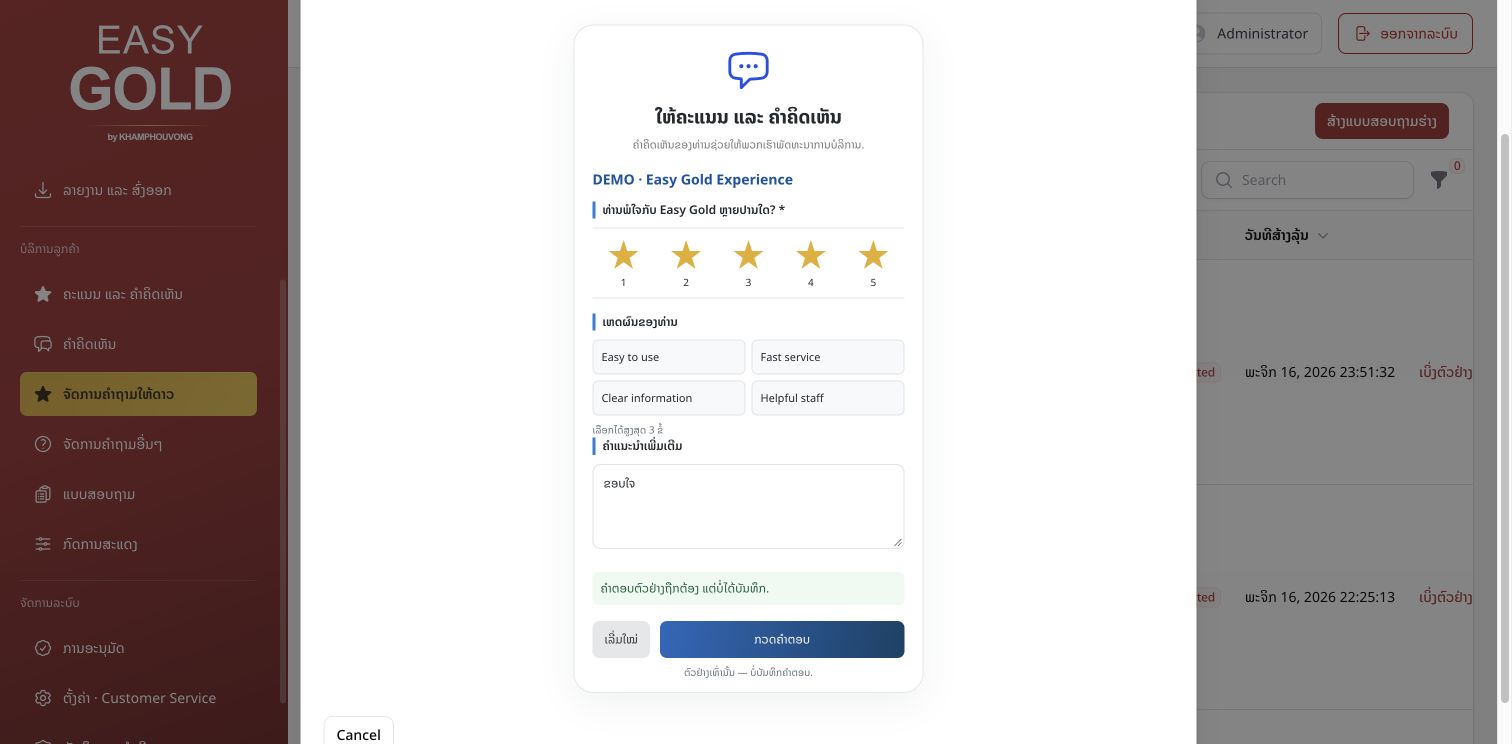 EASY
GOLD
by KHAMPHOUVONG
ລາຍງານ ແລະ ສົ່ງອອກ
ບໍລິການລູກຄ້າ
ຄະແນນ ແລະ ຄຳຄິດເຫັນ
ຄຳຄິດເຫັນ
ຈັດການຄຳຖາມໃຫ້ດາວ
ຈັດການຄຳຖາມອື່ນໆ
ແບບສອບຖາມ
ກົດການສະແດງ
ຈັດການລະບົບ
ການອະນຸມັດ
ຕັ້ງຄ່າ · Customer Service
ໃຫ້ຄະແນນ ແລະ ຄຳຄິດເຫັນ
ຄຳຄິດເຫັນຂອງທ່ານຊ່ວຍໃຫ້ພວກເຮົາພັດທະນາການບໍລິການ.
DEMO · Easy Gold Experience
ທ່ານພໍໃຈກັບ Easy Gold ຫຼາຍປານໃດ? *
1 2 3 4 5
ເຫດຜົນຂອງທ່ານ
Easy to use
Fast service
Clear information
Helpful staff
ເລືອກໄດ້ສູງສຸດ 3 ຂໍ້
ຄຳແນະນຳເພີ່ມເຕີມ
ຂອບໃຈ
ຄຳຕອບຕົວຢ່າງຖືກຕ້ອງ ແຕ່ບໍ່ໄດ້ບັນທຶກ.
ເລີ່ມໃໝ່
ກວດຄຳຕອບ
ຕົວຢ່າງເທົ່ານັ້ນ — ບໍ່ບັນທຶກຄຳຕອບ.
Cancel
Administrator
ອອກຈາກລະບົບ
ສ້າງແບບສອບຖາມຮ່າງ
Search
0
ວັນທີສ້າງລຸ້ນ
ted
ພະຈິກ 16, 2026 23:51:32
ເບິ່ງຕົວຢ່າງ
ted
ພະຈິກ 16, 2026 22:25:13
ເບິ່ງຕົວຢ່າງ